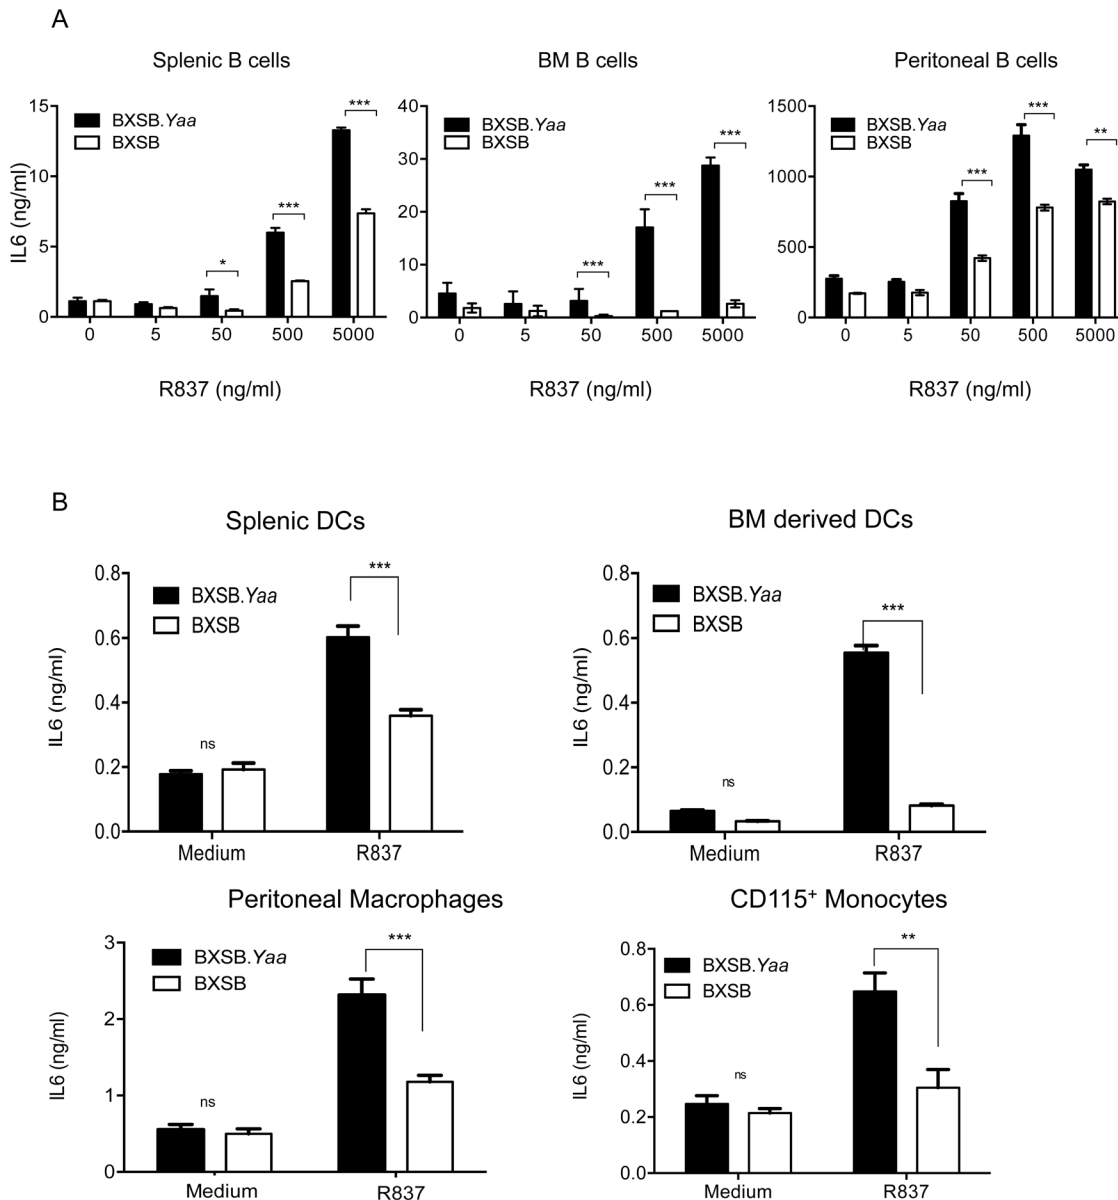 A
Splenic B cells
BM B cells
Peritoneal B cells
15
10
5
0
IL6 (ng/ml)
BXSB.Yaa
BXSB
*
***
***
0 5 50 500 5000
R837 (ng/ml)
40
30
20
10
0
BXSB.Yaa
BXSB
***
***
***
0 5 50 500 5000
R837 (ng/ml)
1500
1000
500
0
BXSB.Yaa
BXSB
***
***
**
0 5 50 500 5000
R837 (ng/ml)
B
Splenic DCs
0.8
0.6
0.4
0.2
0.0
IL6 (ng/ml)
BXSB.Yaa
BXSB
ns
***
Medium R837
BM derived DCs
0.8
0.6
0.4
0.2
0.0
IL6 (ng/ml)
BXSB.Yaa
BXSB
ns
***
Medium R837
Peritoneal Macrophages
3
2
1
0
IL6 (ng/ml)
BXSB.Yaa
BXSB
ns
***
Medium R837
CD115⁺ Monocytes
0.8
0.6
0.4
0.2
0.0
IL6 (ng/ml)
BXSB.Yaa
BXSB
ns
**
Medium R837